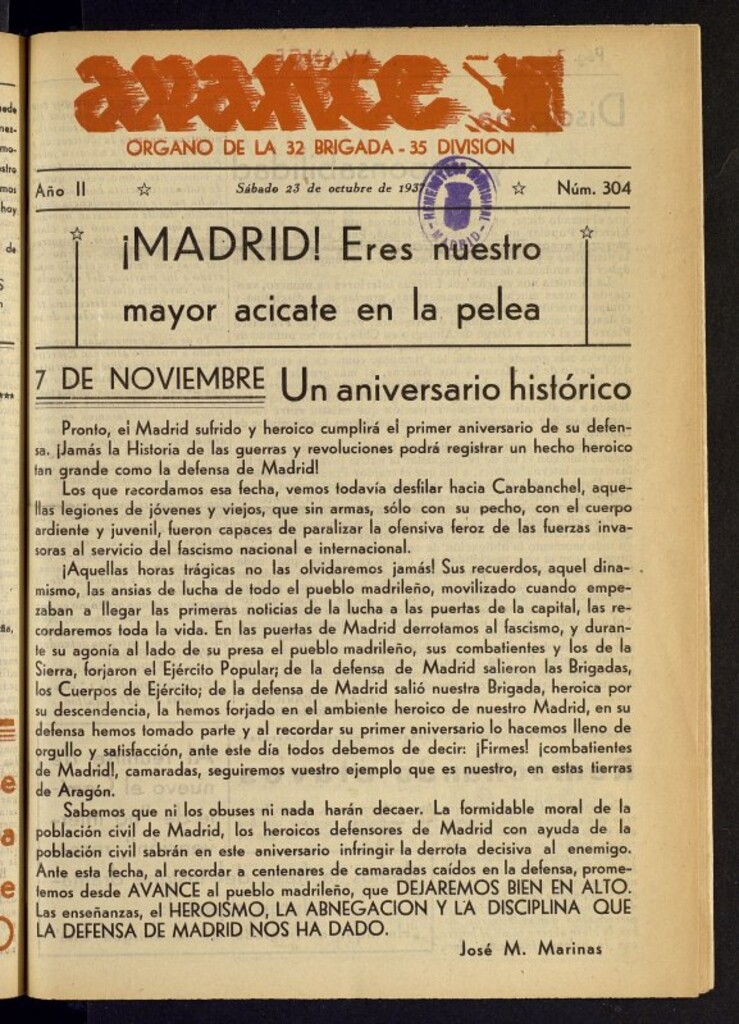 avance
ORGANO DE LA 32 BRIGADA - 35 DIVISION
Año II ☆ Sábado 23 de octubre de 1937 ☆ Núm. 304
HEMEROTECA MUNICIPAL
MADRID
¡MADRID! Eres nuestro
mayor acicate en la pelea
7 DE NOVIEMBRE Un aniversario histórico
Pronto, el Madrid sufrido y heroico cumplirá el primer aniversario de su defen-
sa. ¡Jamás la Historia de las guerras y revoluciones podrá registrar un hecho heroico
tan grande como la defensa de Madrid!
Los que recordamos esa fecha, vemos todavía desfilar hacia Carabanchel, aque-
llas legiones de jóvenes y viejos, que sin armas, sólo con su pecho, con el cuerpo
ardiente y juvenil, fueron capaces de paralizar la ofensiva feroz de las fuerzas inva-
soras al servicio del fascismo nacional e internacional.
¡Aquellas horas trágicas no las olvidaremos jamás! Sus recuerdos, aquel dina-
mismo, las ansias de lucha de todo el pueblo madrileño, movilizado cuando empe-
zaban a llegar las primeras noticias de la lucha a las puertas de la capital, las re-
cordaremos toda la vida. En las puertas de Madrid derrotamos al fascismo, y duran-
te su agonía al lado de su presa el pueblo madrileño, sus combatientes y los de la
Sierra, forjaron el Ejército Popular; de la defensa de Madrid salieron las Brigadas,
los Cuerpos de Ejército; de la defensa de Madrid salió nuestra Brigada, heroica por
su descendencia, la hemos forjado en el ambiente heroico de nuestro Madrid, en su
defensa hemos tomado parte y al recordar su primer aniversario lo hacemos lleno de
orgullo y satisfacción, ante este día todos debemos de decir: ¡Firmes! ¡combatientes
de Madrid!, camaradas, seguiremos vuestro ejemplo que es nuestro, en estas tierras
de Aragón.
Sabemos que ni los obuses ni nada harán decaer. La formidable moral de la
población civil de Madrid, los heroicos defensores de Madrid con ayuda de la
población civil sabrán en este aniversario infringir la derrota decisiva al enemigo.
Ante esta fecha, al recordar a centenares de camaradas caídos en la defensa, prome-
temos desde AVANCE al pueblo madrileño, que DEJAREMOS BIEN EN ALTO.
Las enseñanzas, el HEROISMO, LA ABNEGACION Y LA DISCIPLINA QUE
LA DEFENSA DE MADRID NOS HA DADO.
José M. Marinas